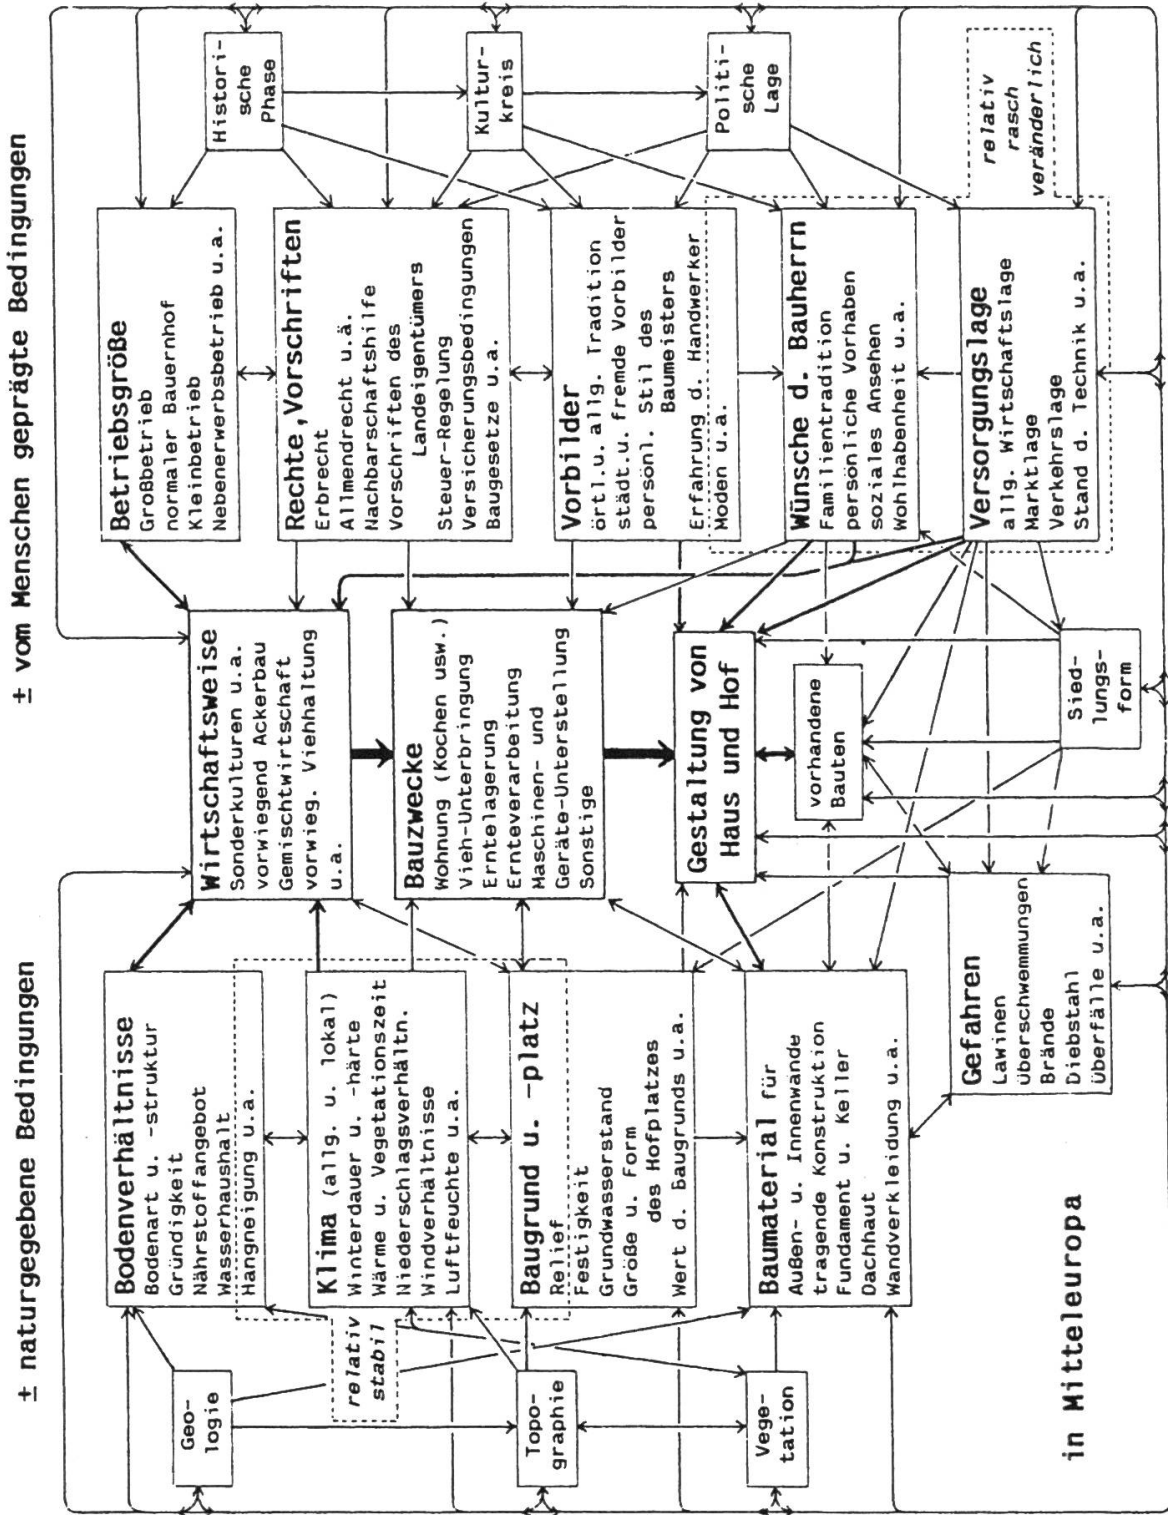 ± naturgegebene Bedingungen
± vom Menschen geprägte Bedingungen
Geo-
logie
Topo-
graphie
Vege-
tation
relativ
stabil
Bodenverhältnisse
Bodenart u. -struktur
Gründigkeit
Nährstoffangebot
Wasserhaushalt
Hangneigung u.a.
Klima (allg. u. lokal)
Winterdauer u. -härte
Wärme u. Vegetationszeit
Niederschlagsverhältn.
Windverhältnisse
Luftfeuchte u.a.
Baugrund u. -platz
Relief
Festigkeit
Grundwasserstand
Größe u. Form
des Hofplatzes
Wert d. Baugrunds u.a.
Baumaterial für
Außen- u. Innenwande
tragende Konstruktion
Fundament u. Keller
Dachhaut
Wandverkleidung u.a.
Gefahren
Lawinen
Überschwemmungen
Brände
Diebstahl
Überfälle u.a.
Wirtschaftsweise
Sonderkulturen u.a.
vorwiegend Ackerbau
Gemischtwirtschaft
vorwieg. Viehhaltung
u.a.
Bauzwecke
Wohnung (Kochen usw.)
Vieh-Unterbringung
Erntelagerung
Ernteverarbeitung
Maschinen- und
Geräte-Unterstellung
Sonstige
Gestaltung von
Haus und Hof
vorhandene
Bauten
Sied-
lungs-
form
Betriebsgröße
Großbetrieb
normaler Bauernhof
Kleinbetrieb
Nebenerwerbsbetrieb u.a.
Rechte,Vorschriften
Erbrecht
Allmendrecht u.ä.
Nachbarschaftshilfe
Vorschriften des
Landeigentümers
Steuer-Regelung
Versicherungsbedingungen
Baugesetze u.a.
Vorbilder
örtl.u. allg. Tradition
städt.u. fremde Vorbilder
persönl. Stil des
Baumeisters
Erfahrung d. Handwerker
Moden u.a.
Wünsche d. Bauherrn
Familientradition
persönliche Vorhaben
soziales Ansehen
Wohlhabenheit u.a.
Versorgungslage
allg. Wirtschaftslage
Marktlage
Verkehrslage
Stand d. Technik u.a.
Histori-
sche
Phase
Kultur-
kreis
Politi-
sche
Lage
relativ
rasch
veränderlich
in Mitteleuropa